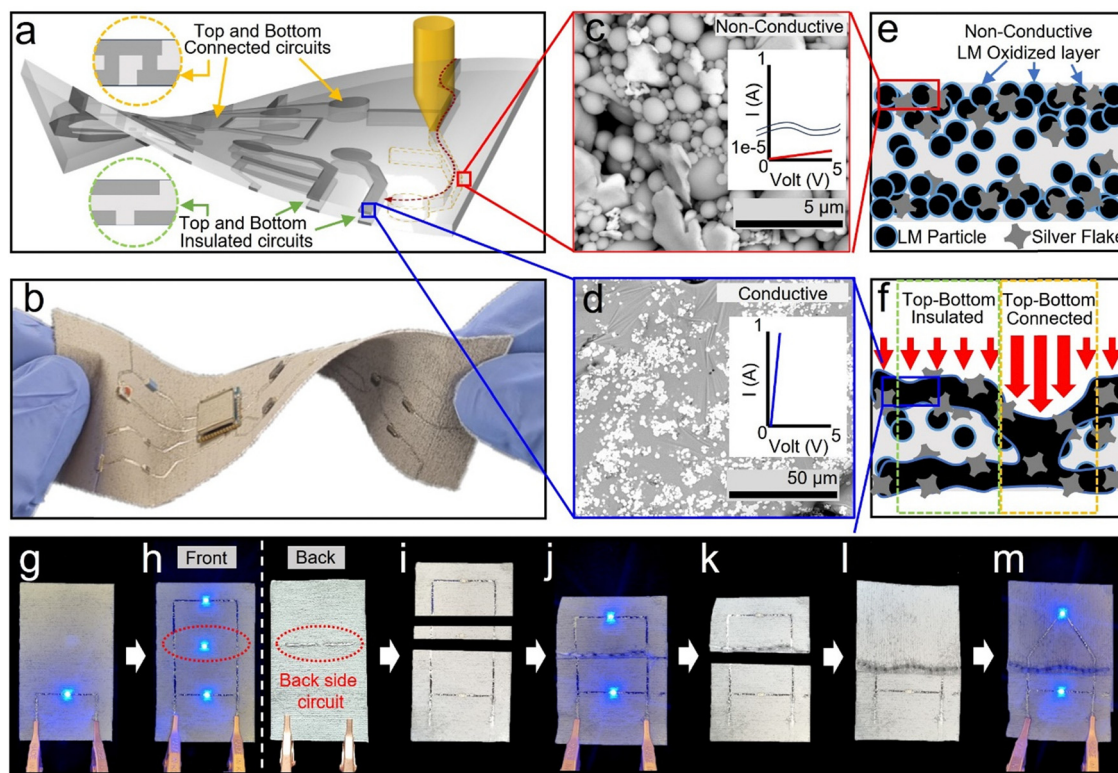 a
Top and Bottom
Connected circuits
Top and Bottom
Insulated circuits
b
c
Non-Conductive
1
I (A)
1e-5
0
5
Volt (V)
5 µm
d
Conductive
1
I (A)
0
5
Volt (V)
50 µm
e
Non-Conductive
LM Oxidized layer
LM Particle
Silver Flake
f
Top-Bottom
Insulated
Top-Bottom
Connected
g
h
Front
Back
Back side
circuit
i
j
k
l
m